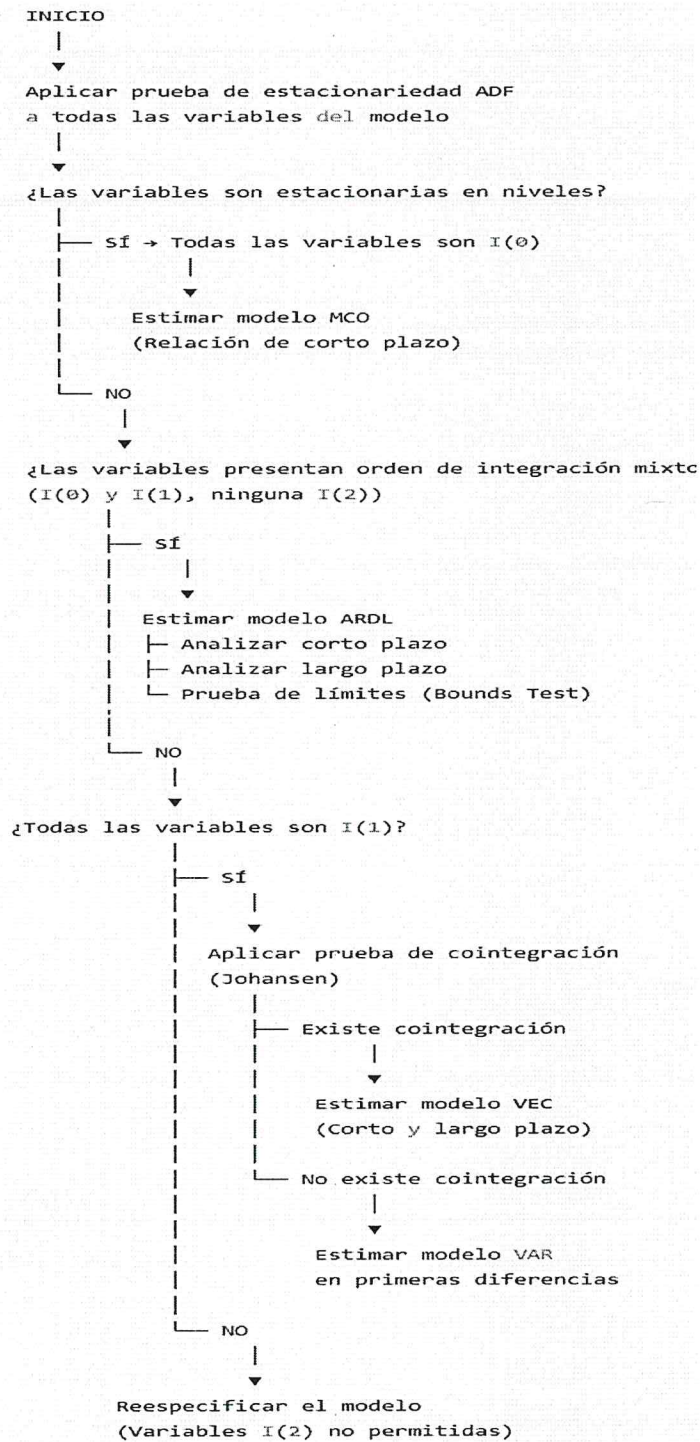 INICIO
Aplicar prueba de estacionariedad ADF
a todas las variables del modelo
¿Las variables son estacionarias en niveles?
SÍ → Todas las variables son I(0)
Estimar modelo MCO
(Relación de corto plazo)
NO
¿Las variables presentan orden de integración mixtc
(I(0) y I(1), ninguna I(2))
SÍ
Estimar modelo ARDL
Analizar corto plazo
Analizar largo plazo
Prueba de límites (Bounds Test)
NO
¿Todas las variables son I(1)?
SÍ
Aplicar prueba de cointegración
(Johansen)
Existe cointegración
Estimar modelo VEC
(Corto y largo plazo)
No existe cointegración
Estimar modelo VAR
en primeras diferencias
NO
Reespecificar el modelo
(Variables I(2) no permitidas)